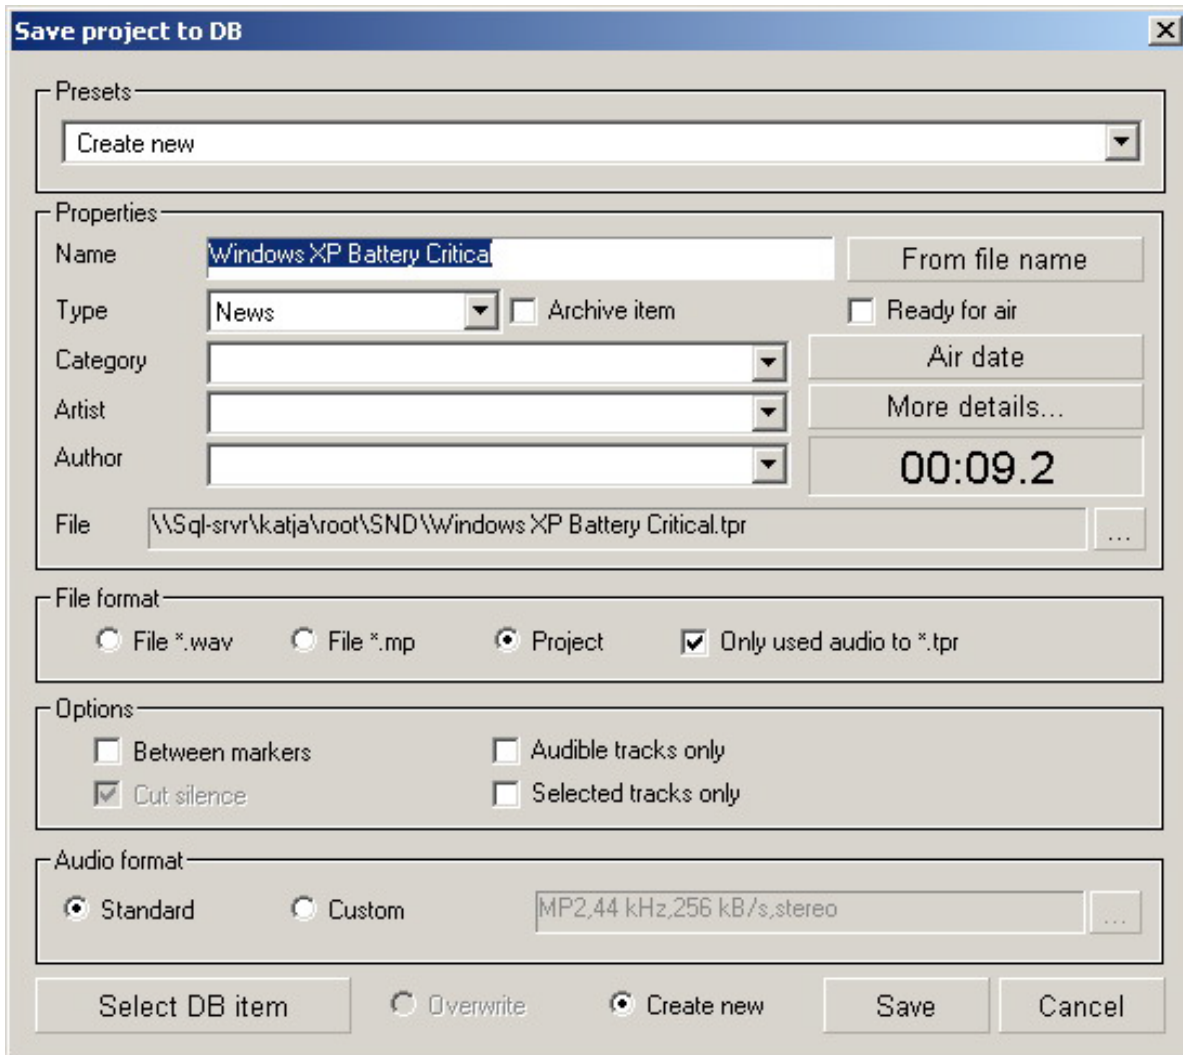 Save project to DB
Presets
Create new
Properties
Name Windows XP Battery Critical From file name
Type News Archive item Ready for air
Category Air date
Artist More details...
Author 00:09.2
File \\Sql-srvr\katja\root\SND\Windows XP Battery Critical.tpr ...
File format
File *.wav File *.mp Project Only used audio to *.tpr
Options
Between markers Audible tracks only
Cut silence Selected tracks only
Audio format
Standard Custom MP2,44 kHz,256 kB/s,stereo ...
Select DB item Overwrite Create new Save Cancel